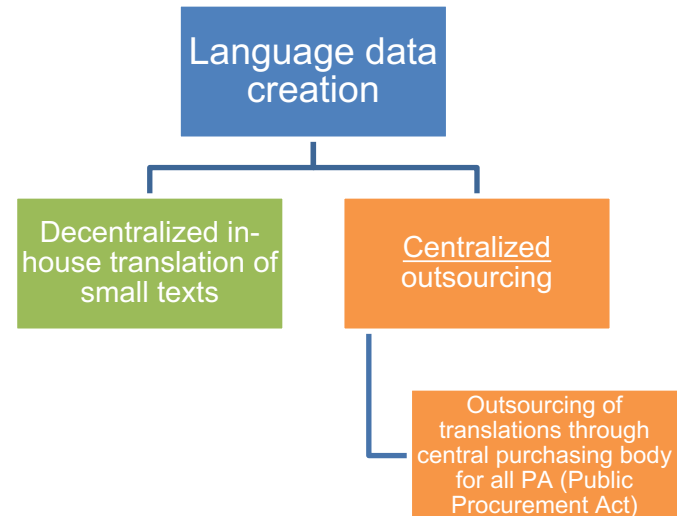 Language data
creation
Decentralized in-
house translation of
small texts
Centralized
outsourcing
Outsourcing of
translations through
central purchasing body
for all PA (Public
Procurement Act)